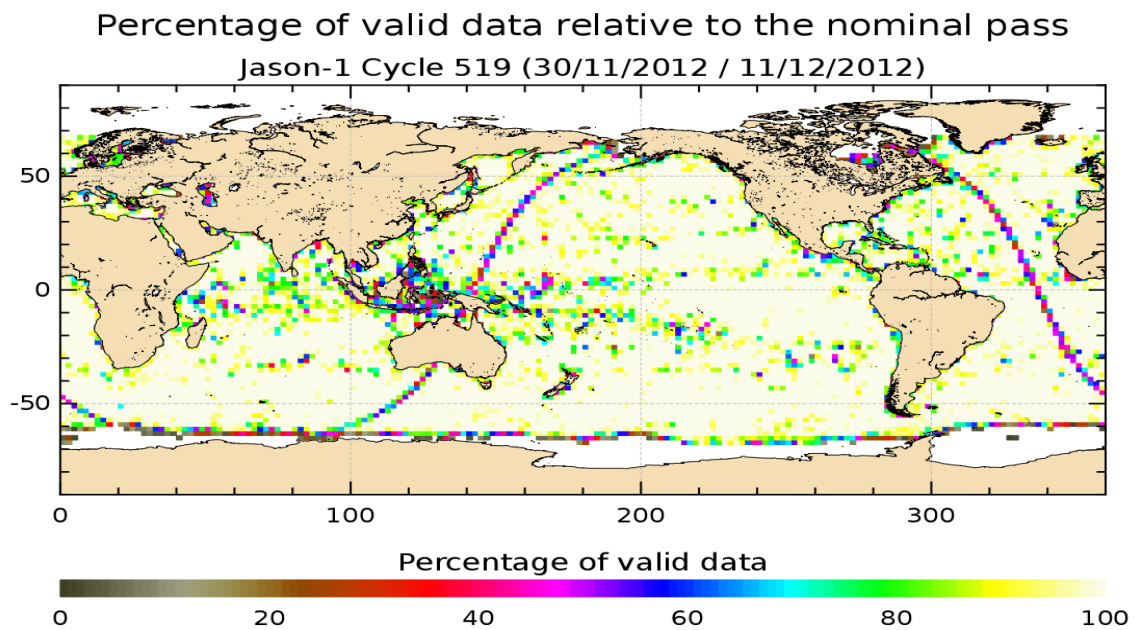 Percentage of valid data relative to the nominal pass
Jason-1 Cycle 519 (30/11/2012 / 11/12/2012)
50
0
-50
0 100 200 300
Percentage of valid data
0 20 40 60 80 100